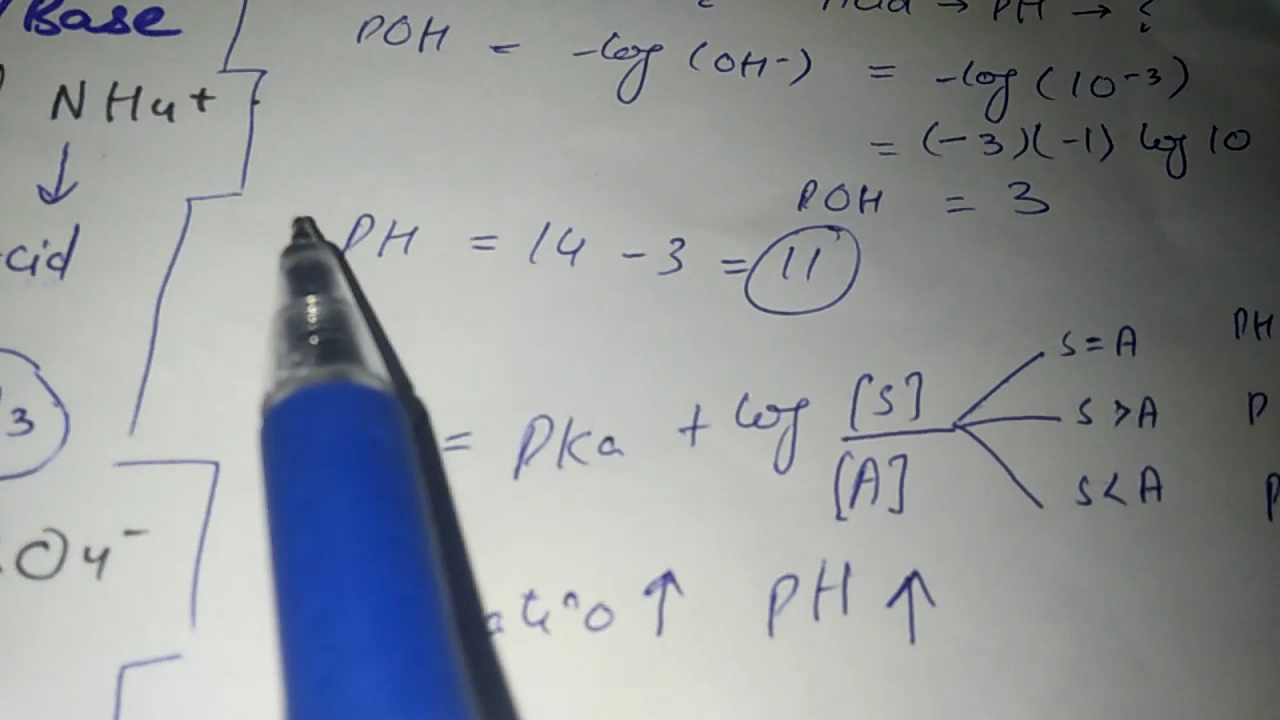 Base
POH = -log (OH-) = -log (10-3)
NH4+
= (-3)(-1) log 10
POH = 3
cid
PH = 14 - 3 = 11
S = A
PH
3
= PKa + log [S]/[A]
S > A
P
S < A
P
O4-
PH ↑